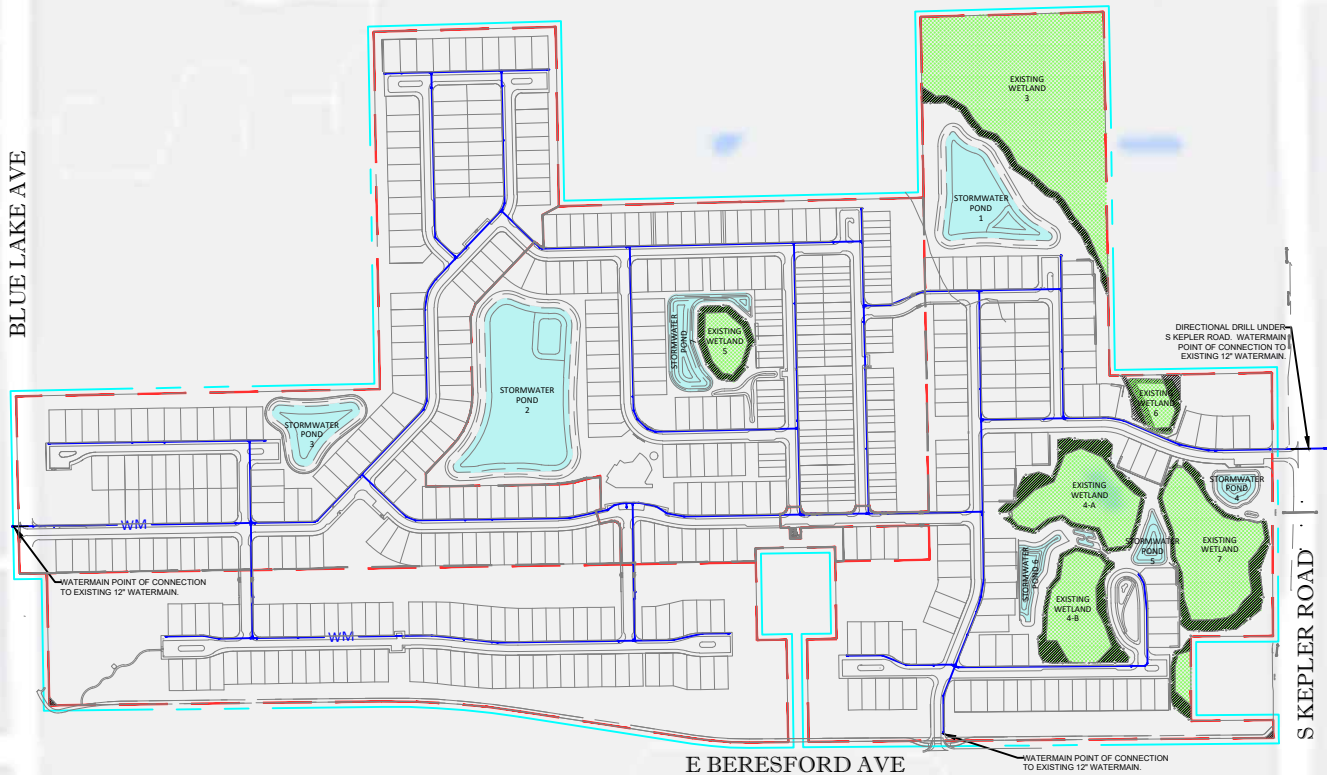 EXISTING
WETLAND
3
BLUE LAKE AVE
STORMWATER
POND
1
DIRECTIONAL DRILL UNDER
S KEPLER ROAD. WATERMAIN
POINT OF CONNECTION TO
EXISTING 12" WATERMAIN.
STORMWATER
POND
7
EXISTING
WETLAND
5
STORMWATER
POND
2
EXISTING
WETLAND
6
STORMWATER
POND
3
EXISTING
WETLAND
4-A
STORMWATER
POND
4
WM
STORMWATER
POND
5
EXISTING
WETLAND
7
STORMWATER
POND 6
WATERMAIN POINT OF CONNECTION
TO EXISTING 12" WATERMAIN.
EXISTING
WETLAND
4-B
WM
S KEPLER ROAD
E BERESFORD AVE
WATERMAIN POINT OF CONNECTION
TO EXISTING 12" WATERMAIN.